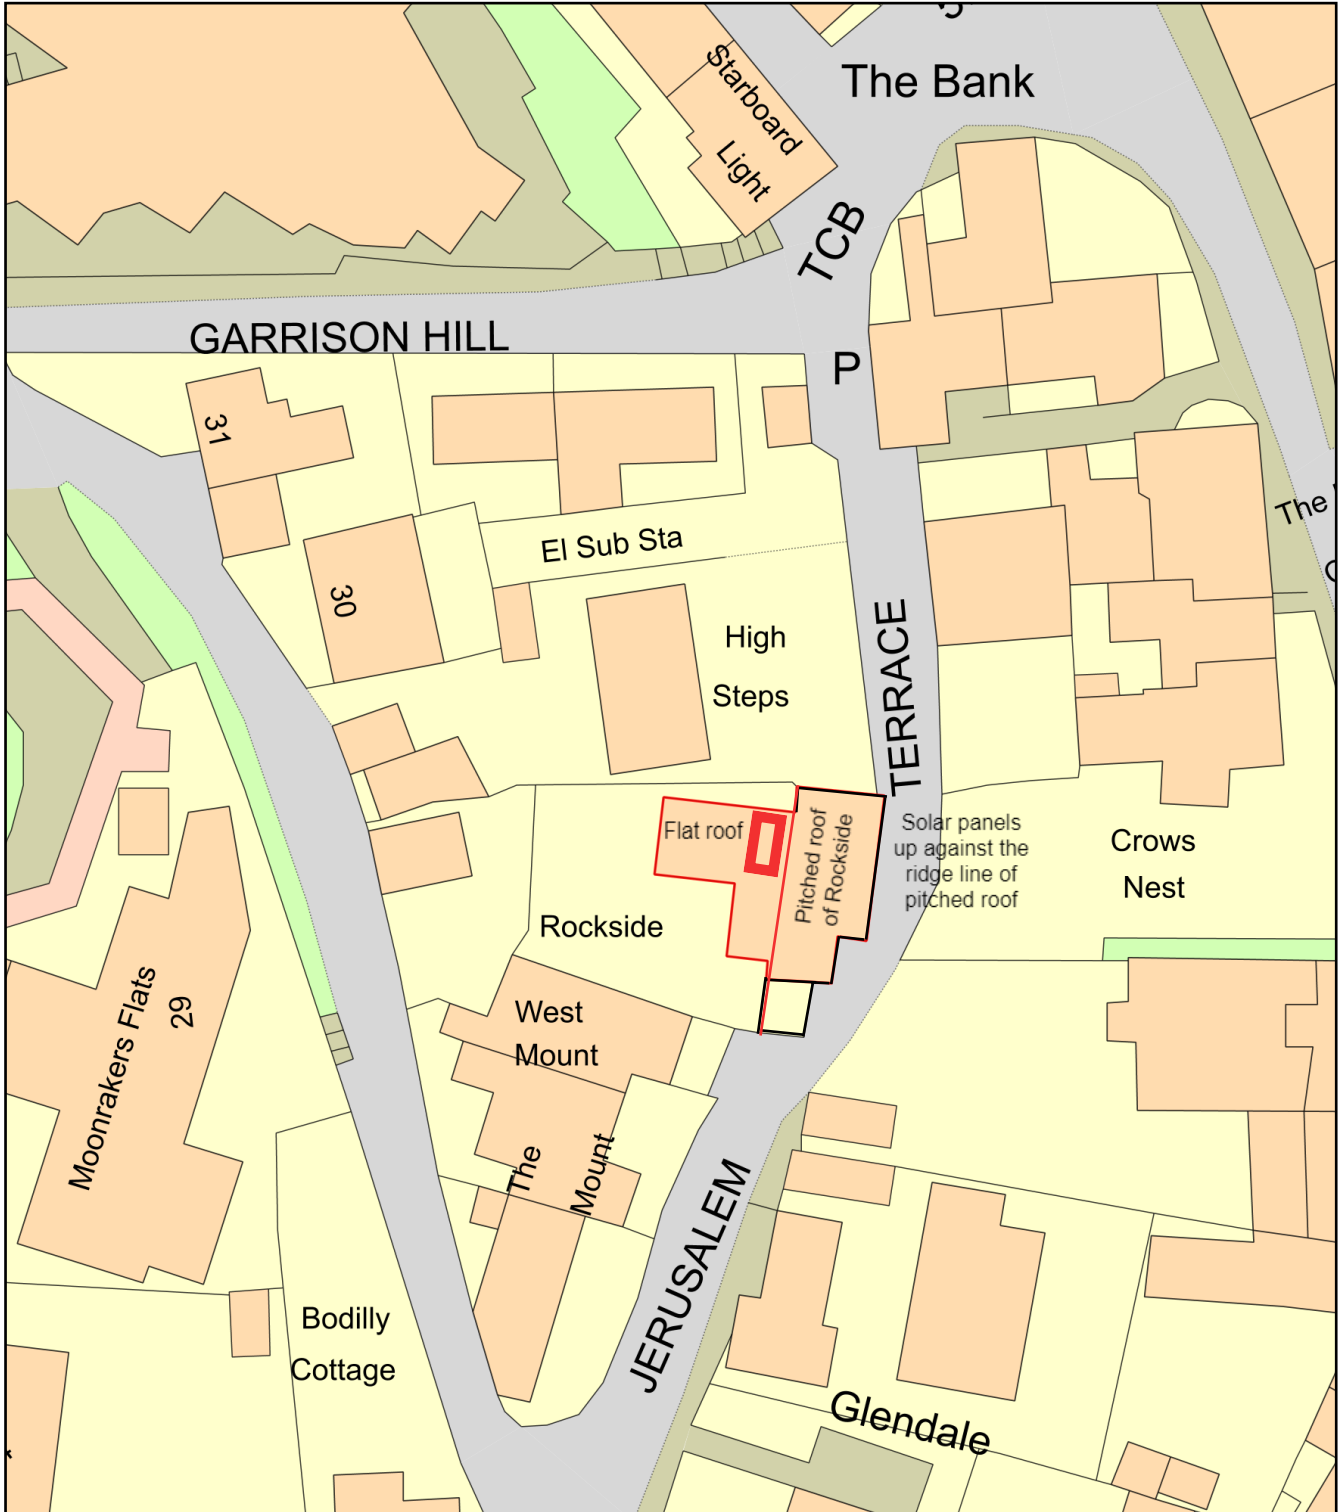 The Bank
Starboard
Light
TCB
GARRISON HILL
P
31
El Sub Sta
The
30
High
Steps
TERRACE
Flat roof
Pitched roof
of Rockside
Solar panels
up against the
ridge line of
pitched roof
Crows
Nest
Rockside
West
Mount
Moonrakers Flats
29
The
Mount
JERUSALEM
Bodilly
Cottage
Glendale